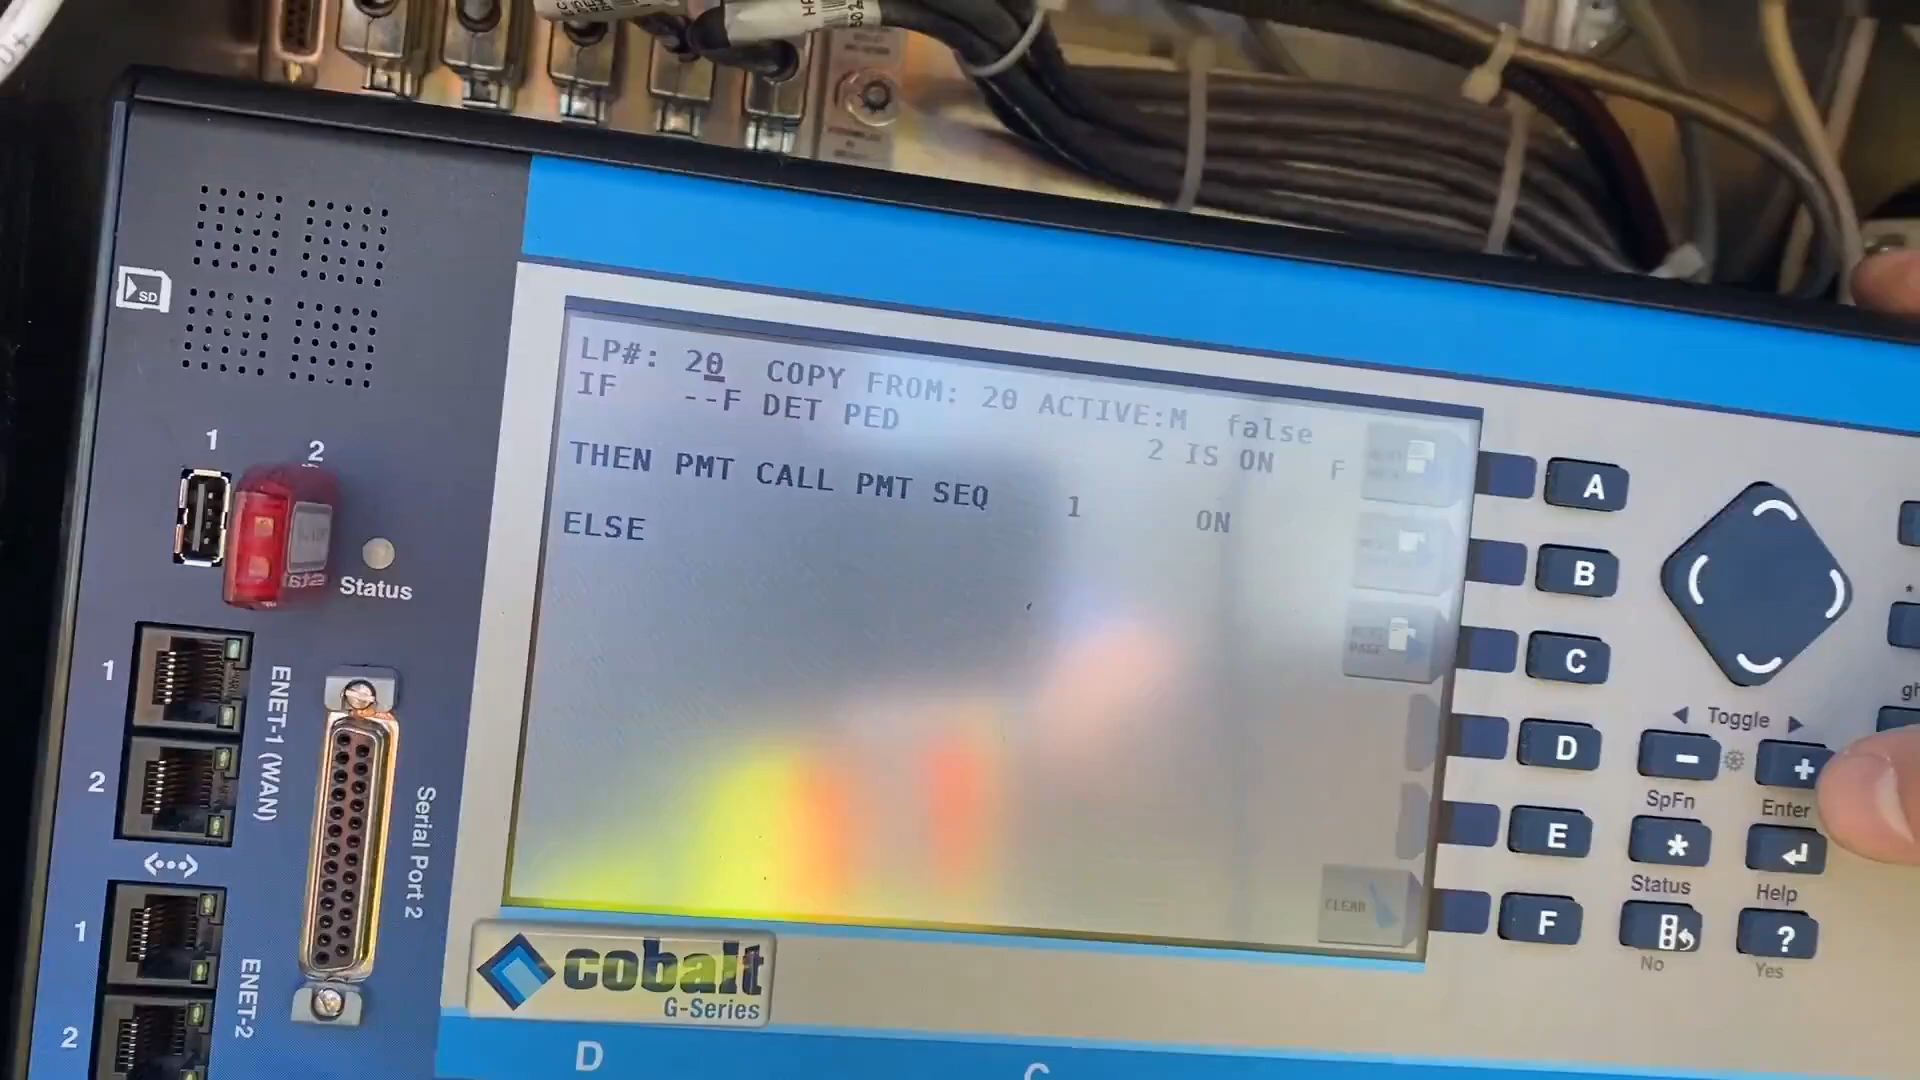 SD
1
2
Status
1
2
ENET-1 (WAN)
Serial Port 2
1
2
ENET-2
LP#: 20 COPY FROM: 20 ACTIVE:M false
IF --F DET PED 2 IS ON F
THEN PMT CALL PMT SEQ 1 ON
ELSE
PAGE
CLEAR
A
B
C
D
E
F
Toggle
-
+
SpFn
Enter
*
Status
Help
?
No
Yes
cobalt
G-Series
D
C